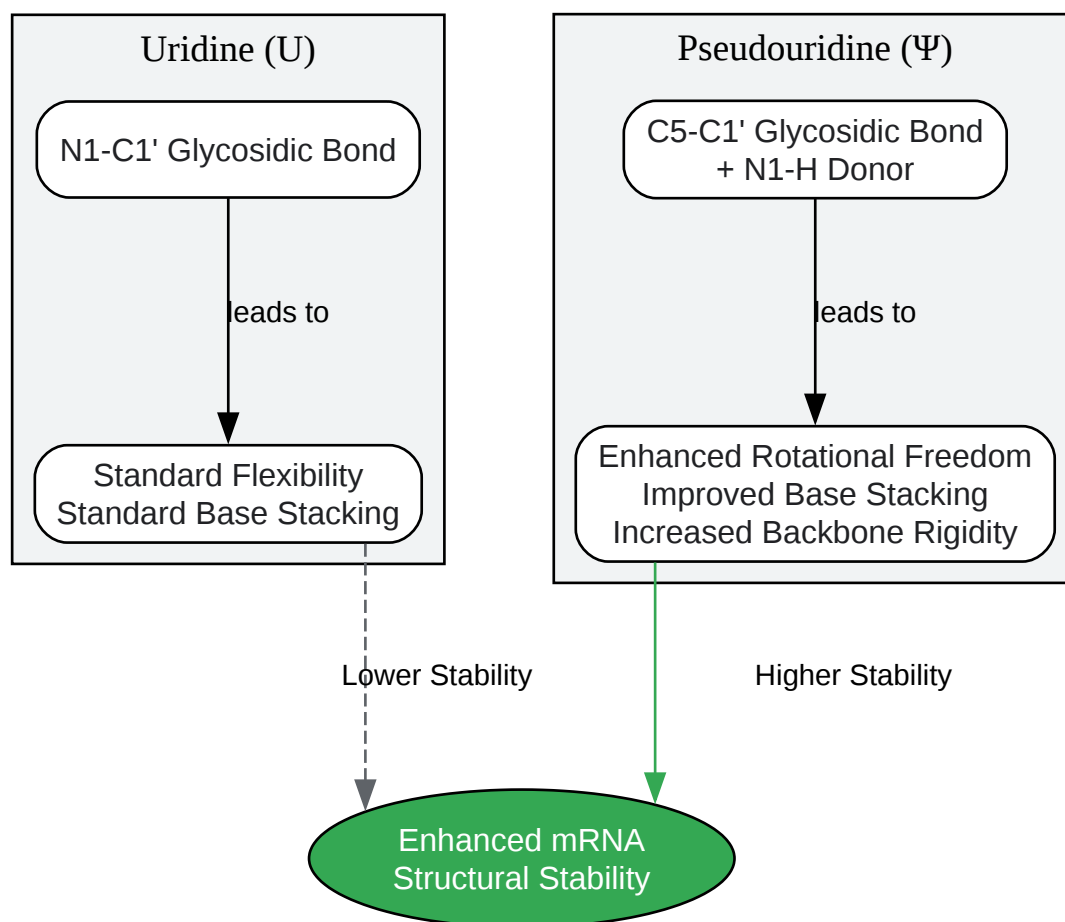 Uridine (U)
N1-C1' Glycosidic Bond
leads to
Standard Flexibility
Standard Base Stacking
Pseudouridine (Ψ)
C5-C1' Glycosidic Bond
+ N1-H Donor
leads to
Enhanced Rotational Freedom
Improved Base Stacking
Increased Backbone Rigidity
Lower Stability
Higher Stability
Enhanced mRNA
Structural Stability